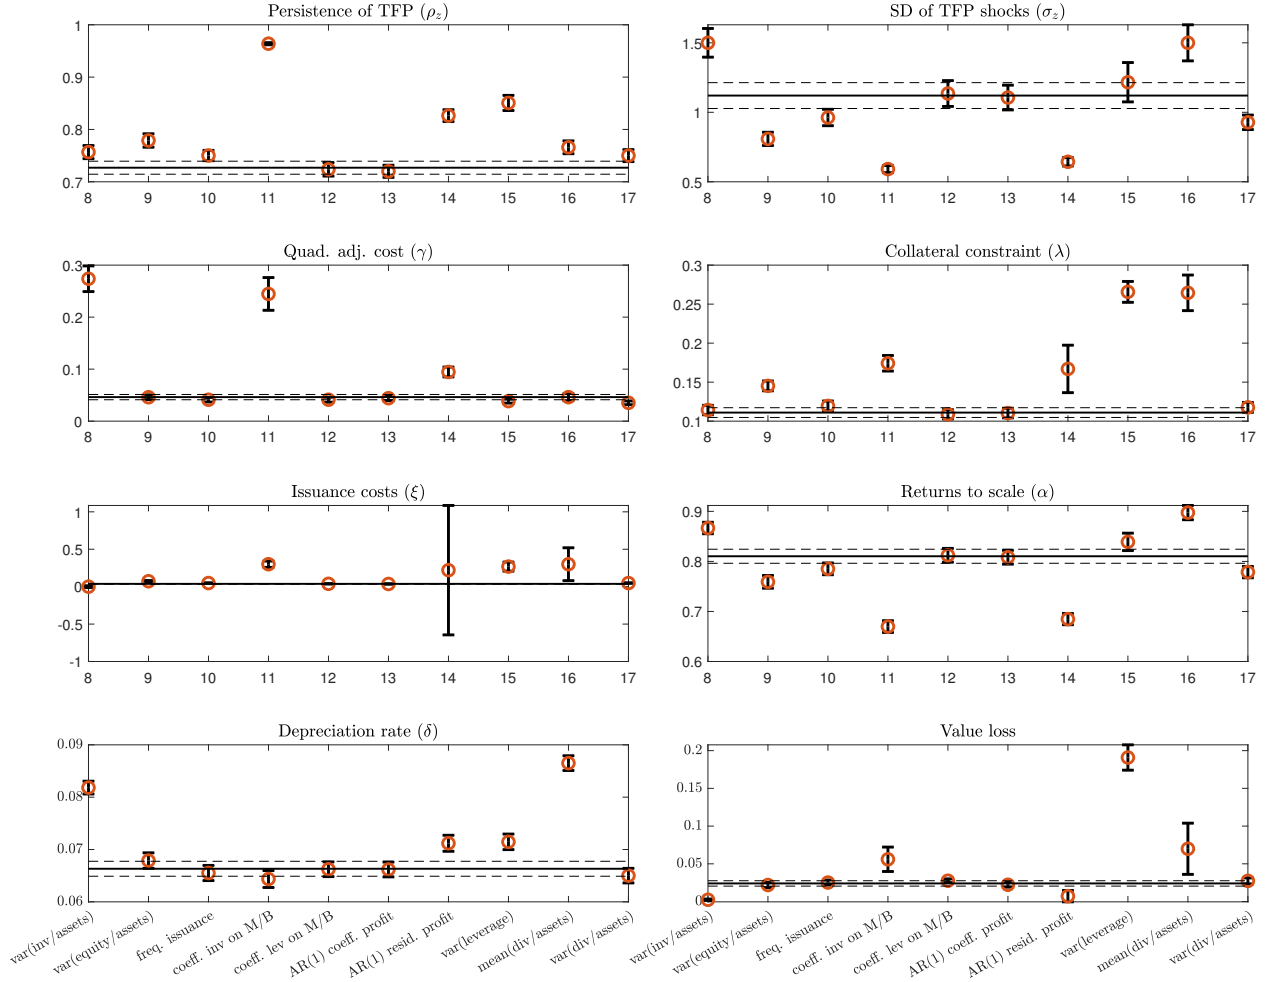 Persistence of TFP (ρz)
1
0.9
0.8
0.7
8 9 10 11 12 13 14 15 16 17
SD of TFP shocks (σz)
1.5
1
0.5
8 9 10 11 12 13 14 15 16 17
Quad. adj. cost (γ)
0.3
0.2
0.1
0
8 9 10 11 12 13 14 15 16 17
Collateral constraint (λ)
0.3
0.25
0.2
0.15
0.1
8 9 10 11 12 13 14 15 16 17
Issuance costs (ξ)
1
0.5
0
-0.5
-1
8 9 10 11 12 13 14 15 16 17
Returns to scale (α)
0.9
0.8
0.7
0.6
8 9 10 11 12 13 14 15 16 17
Depreciation rate (δ)
0.09
0.08
0.07
0.06
var(inv/assets)
var(equity/assets)
freq. issuance
coeff. inv on M/B
coeff. lev on M/B
AR(1) coeff. profit
AR(1) resid. profit
var(leverage)
mean(div/assets)
var(div/assets)
Value loss
0.2
0.15
0.1
0.05
0
var(inv/assets)
var(equity/assets)
freq. issuance
coeff. inv on M/B
coeff. lev on M/B
AR(1) coeff. profit
AR(1) resid. profit
var(leverage)
mean(div/assets)
var(div/assets)